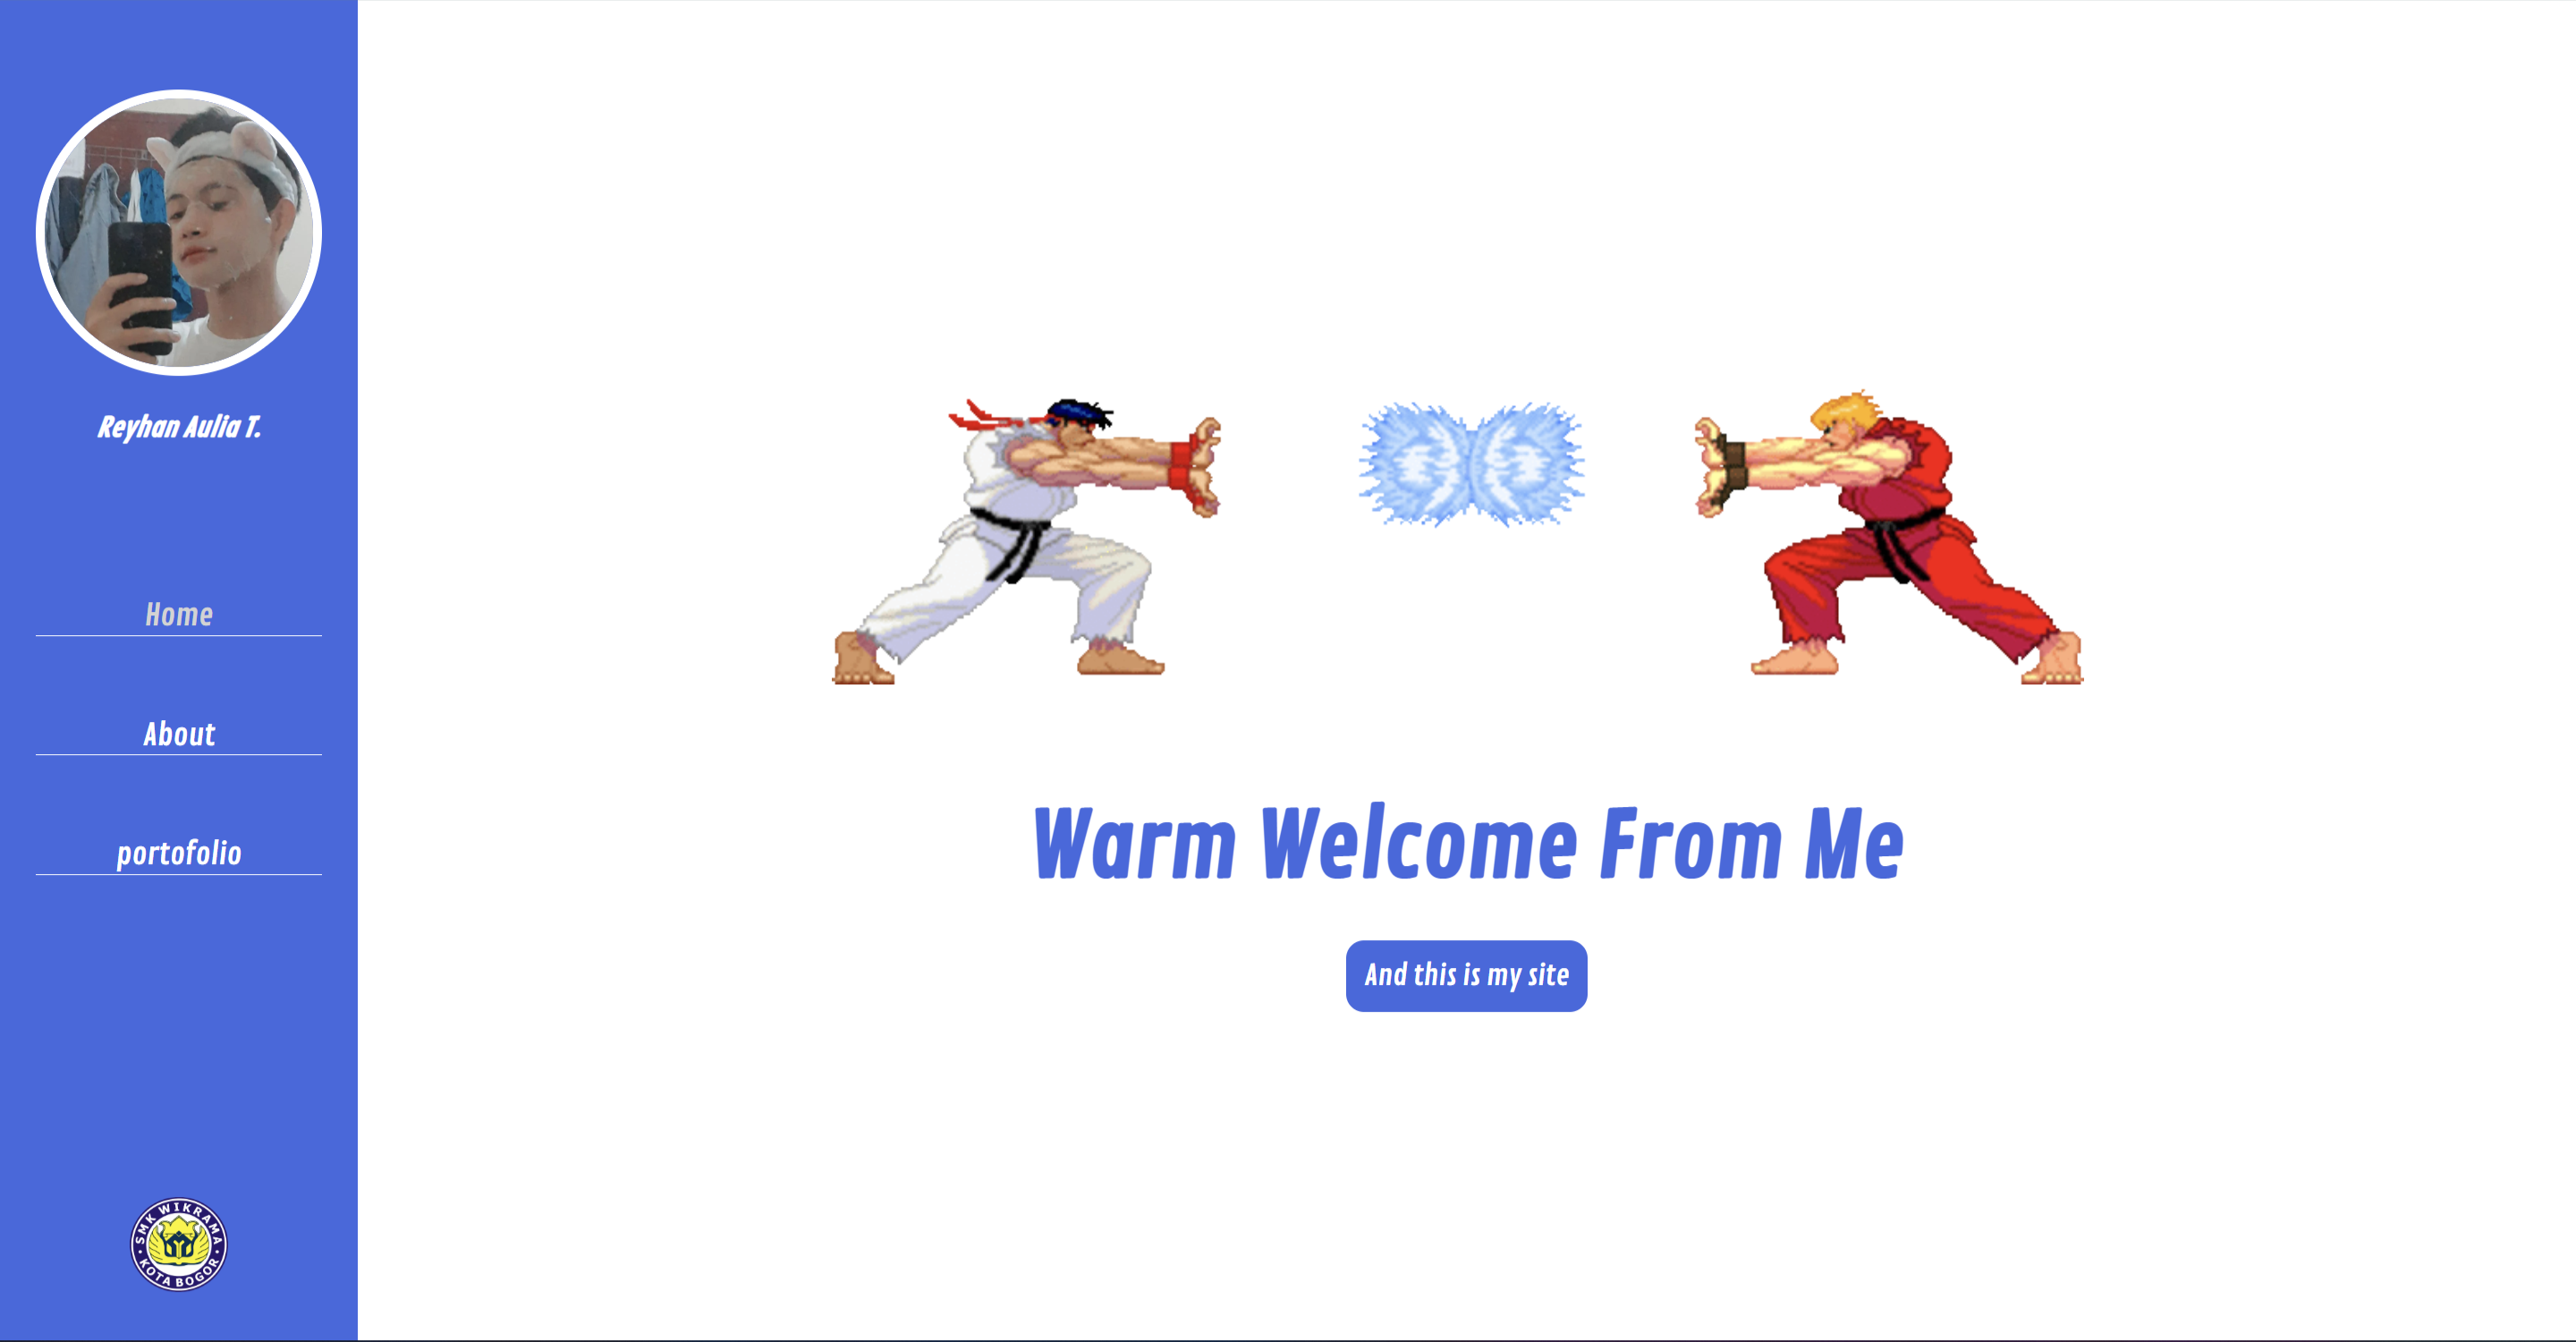 Reyhan Aulia T.
Home
About
portofolio
SMK WIKRAMA
KOTA BOGOR
Warm Welcome From Me
And this is my site